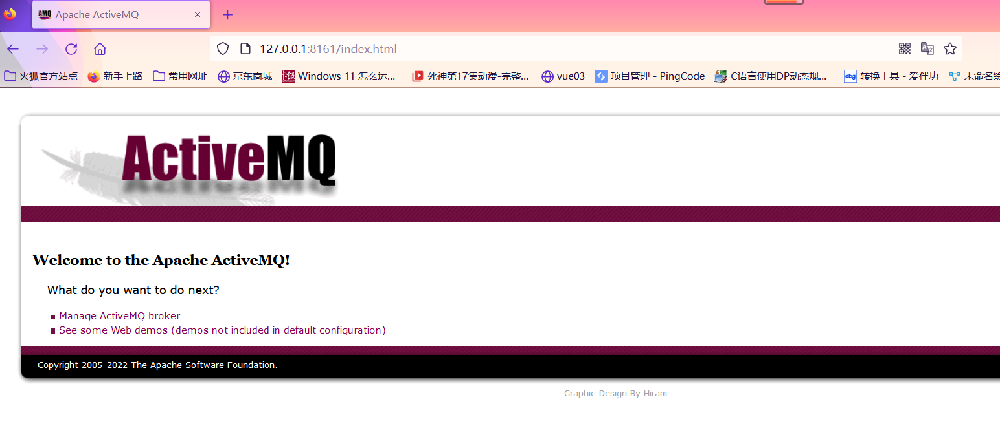 Apache ActiveMQ
127.0.0.1:8161/index.html
火狐官方站点 新手上路 常用网址 京东商城 Windows 11 怎么运... 死神第17集动漫-完整... vue03 项目管理 - PingCode C语言使用DP动态规... abg 转换工具 - 爱伴功 未命名绘
ActiveMQ
Welcome to the Apache ActiveMQ!
What do you want to do next?
Manage ActiveMQ broker
See some Web demos (demos not included in default configuration)
Copyright 2005-2022 The Apache Software Foundation.
Graphic Design By Hiram